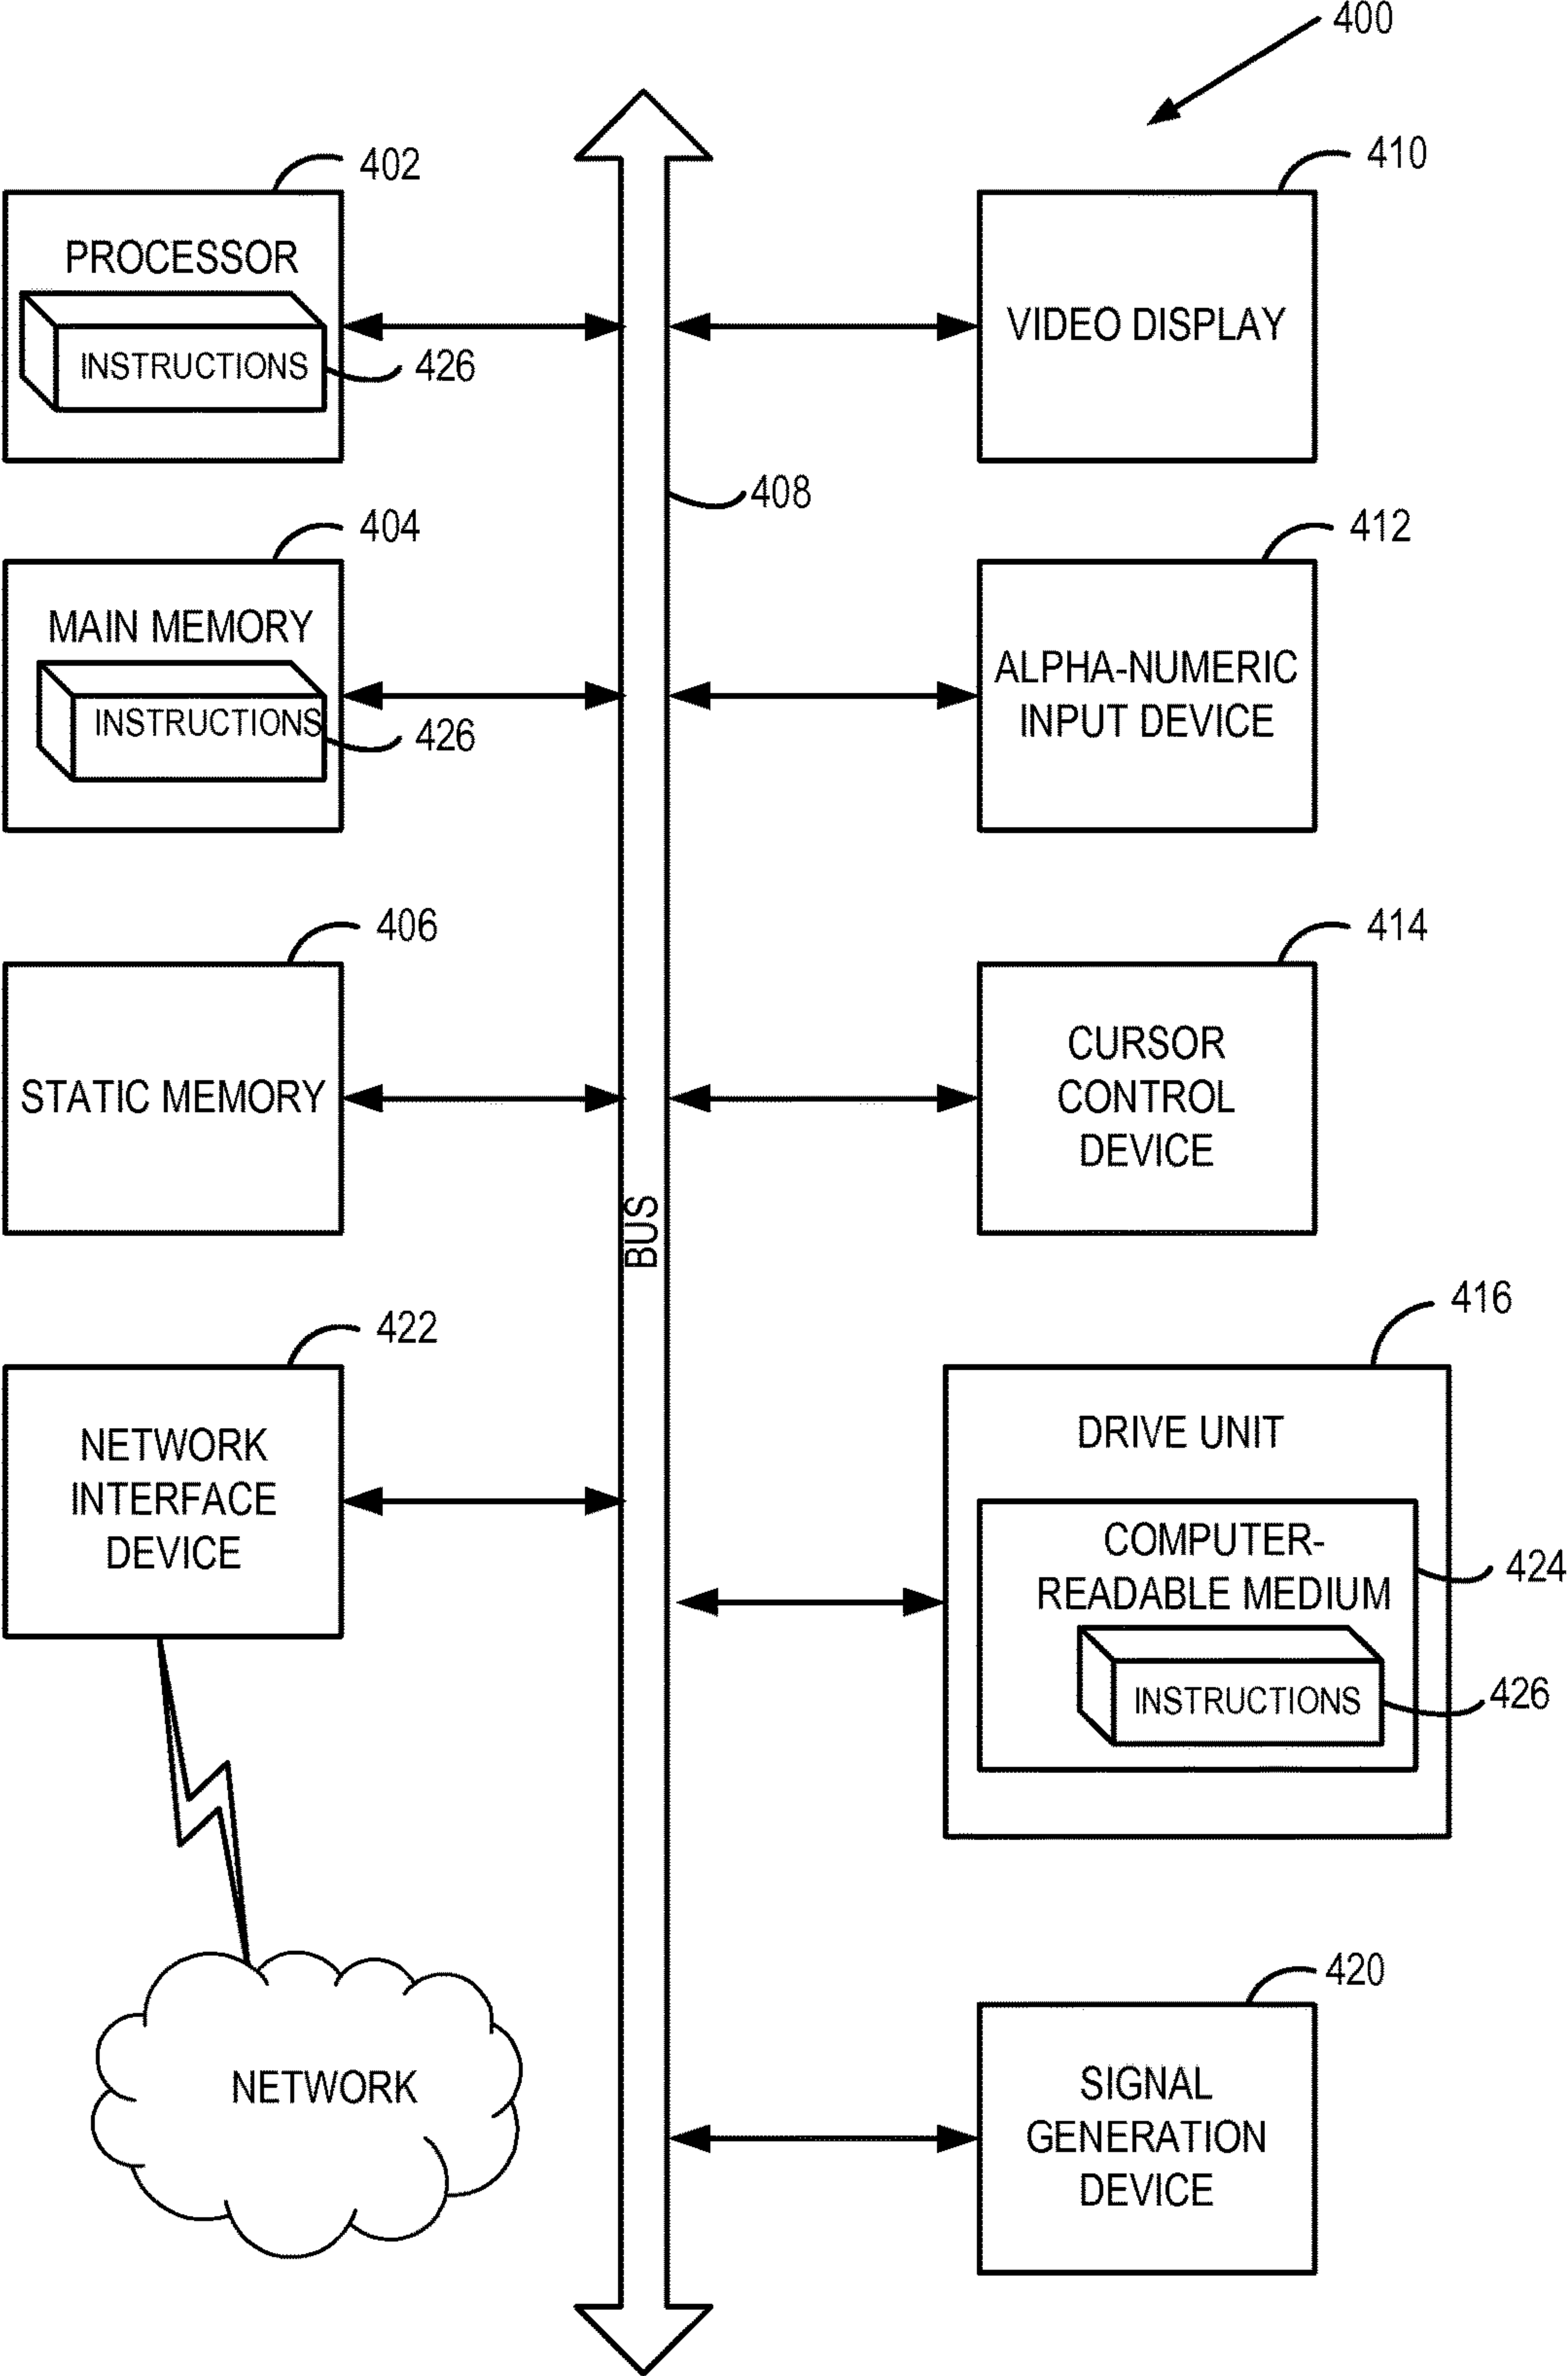 400
402
PROCESSOR
INSTRUCTIONS
426
410
VIDEO DISPLAY
408
404
MAIN MEMORY
INSTRUCTIONS
426
412
ALPHA-NUMERIC
INPUT DEVICE
406
STATIC MEMORY
414
CURSOR
CONTROL
DEVICE
BUS
422
NETWORK
INTERFACE
DEVICE
416
DRIVE UNIT
COMPUTER-
READABLE MEDIUM
424
INSTRUCTIONS
426
NETWORK
420
SIGNAL
GENERATION
DEVICE